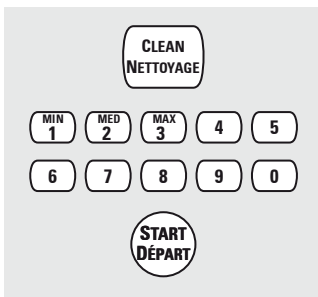 CLEAN
NETTOYAGE
MIN MED MAX
1 2 3 4 5
6 7 8 9 0
START
DÉPART